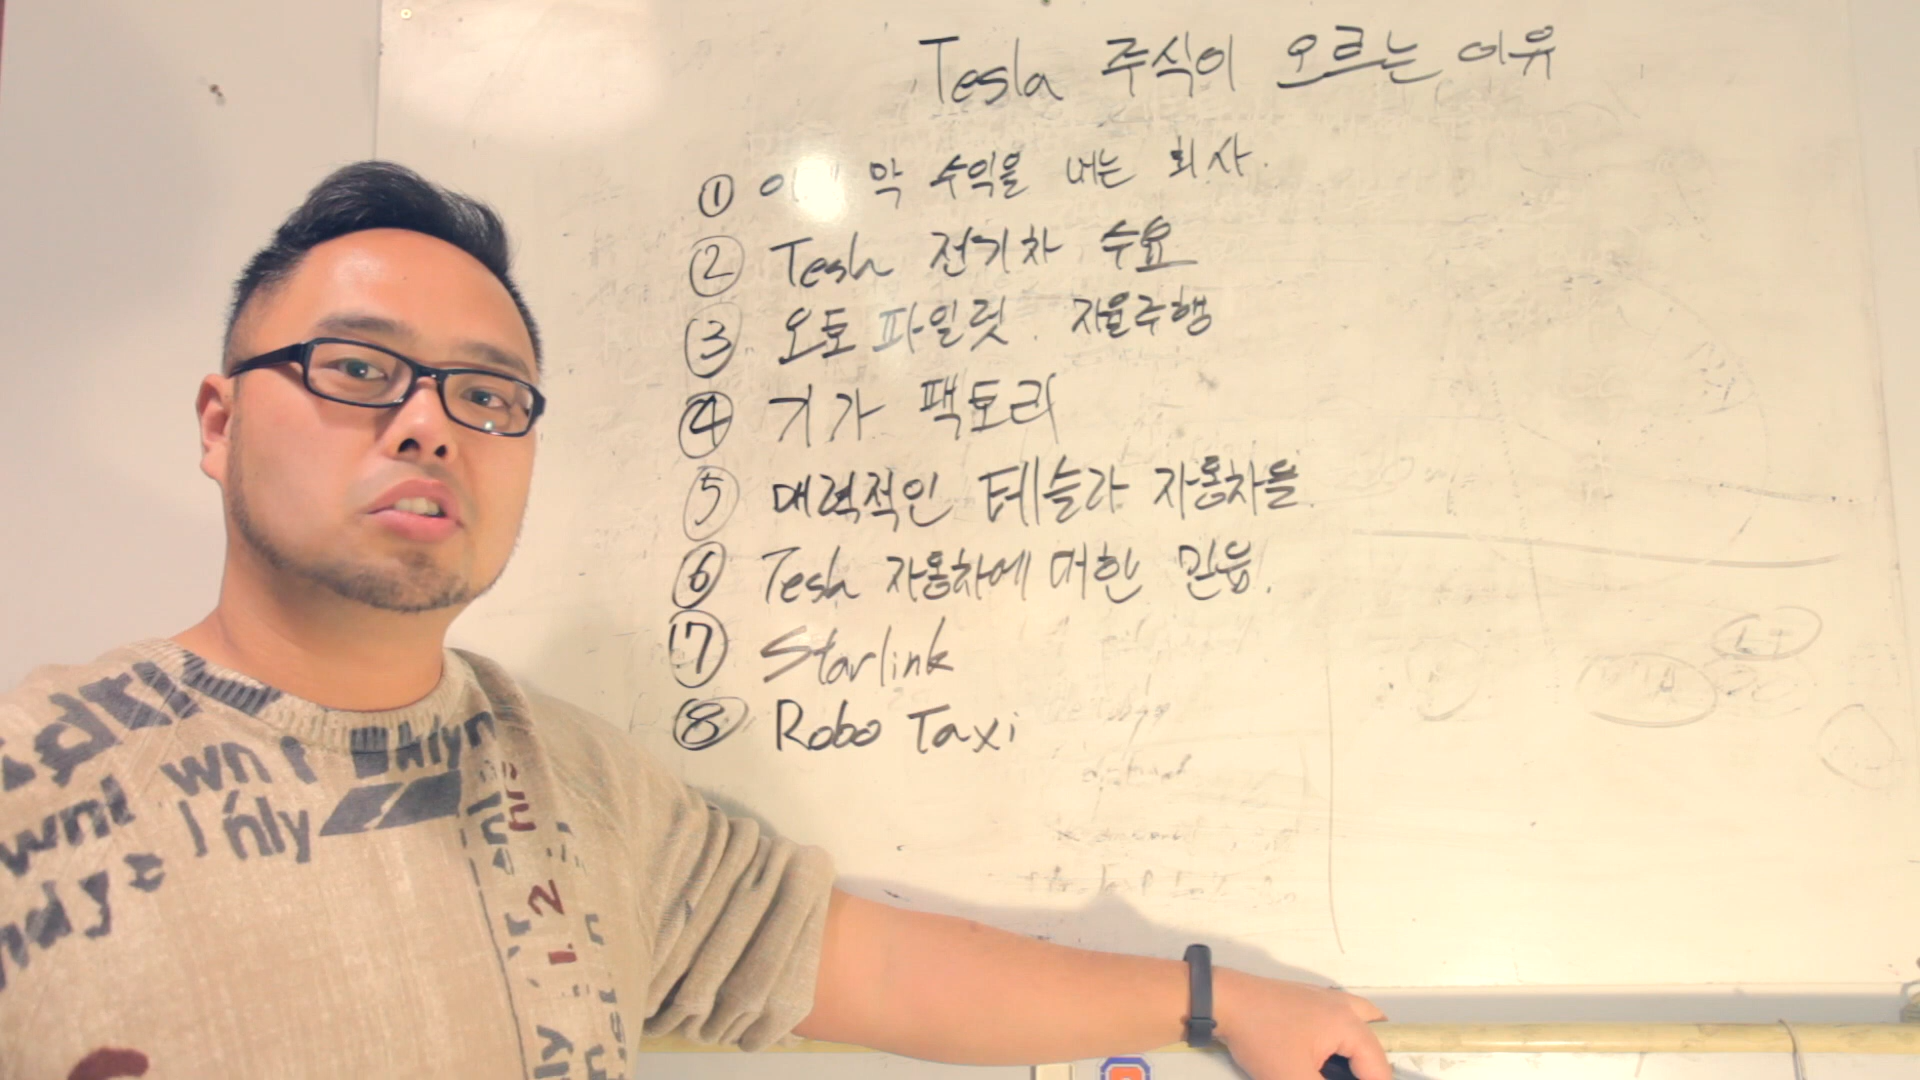 Tesla 주식이 오르는 이유
① 막 수익을 내는 회사.
② Tesla 전기차 수요
③ 오토파일럿. 자율주행
④ 기가 팩토리
⑤ 매력적인 테슬라 자동차들.
⑥ Tesla 자동차에 대한 믿음.
⑦ Starlink
⑧ Robo Taxi